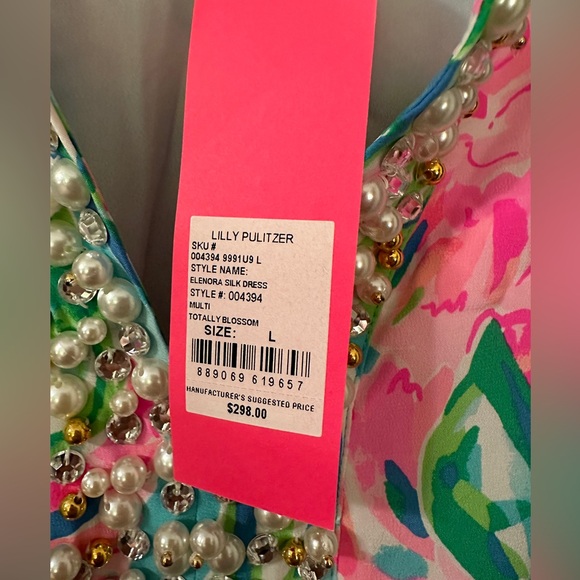 LILLY PULITZER
SKU #
004394 9991U9 L
STYLE NAME:
ELENORA SILK DRESS
STYLE #: 004394
MULTI
TOTALLY BLOSSOM
SIZE: L
889069 619657
MANUFACTURER'S SUGGESTED PRICE
$298.00